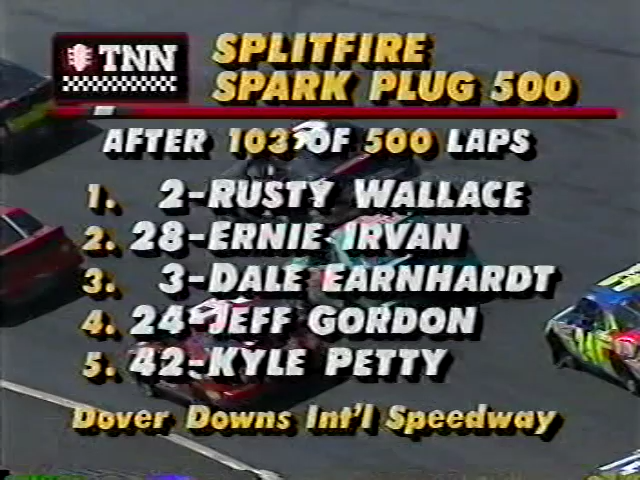 TNN
SPLITFIRE
SPARK PLUG 500
AFTER 103 OF 500 LAPS
1. 2-RUSTY WALLACE
2. 28-ERNIE IRVAN
3. 3-DALE EARNHARDT
4. 24-JEFF GORDON
5. 42-KYLE PETTY
Dover Downs Int'l Speedway
24